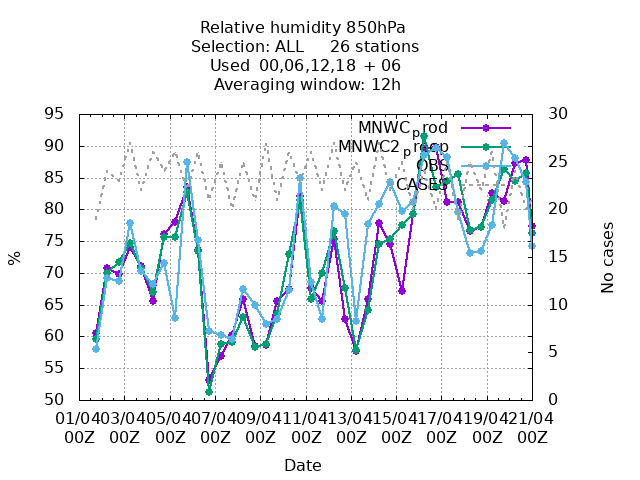 Relative humidity 850hPa
Selection: ALL 26 stations
Used 00,06,12,18 + 06
Averaging window: 12h
MNWC_prod
MNWC2_preop
OBS
CASES
95
90
85
80
75
70
65
60
55
50
%
30
25
20
15
10
5
0
No cases
01/04 03/04 05/04 07/04 09/04 11/04 13/04 15/04 17/04 19/04 21/04
00Z 00Z 00Z 00Z 00Z 00Z 00Z 00Z 00Z 00Z 00Z
Date